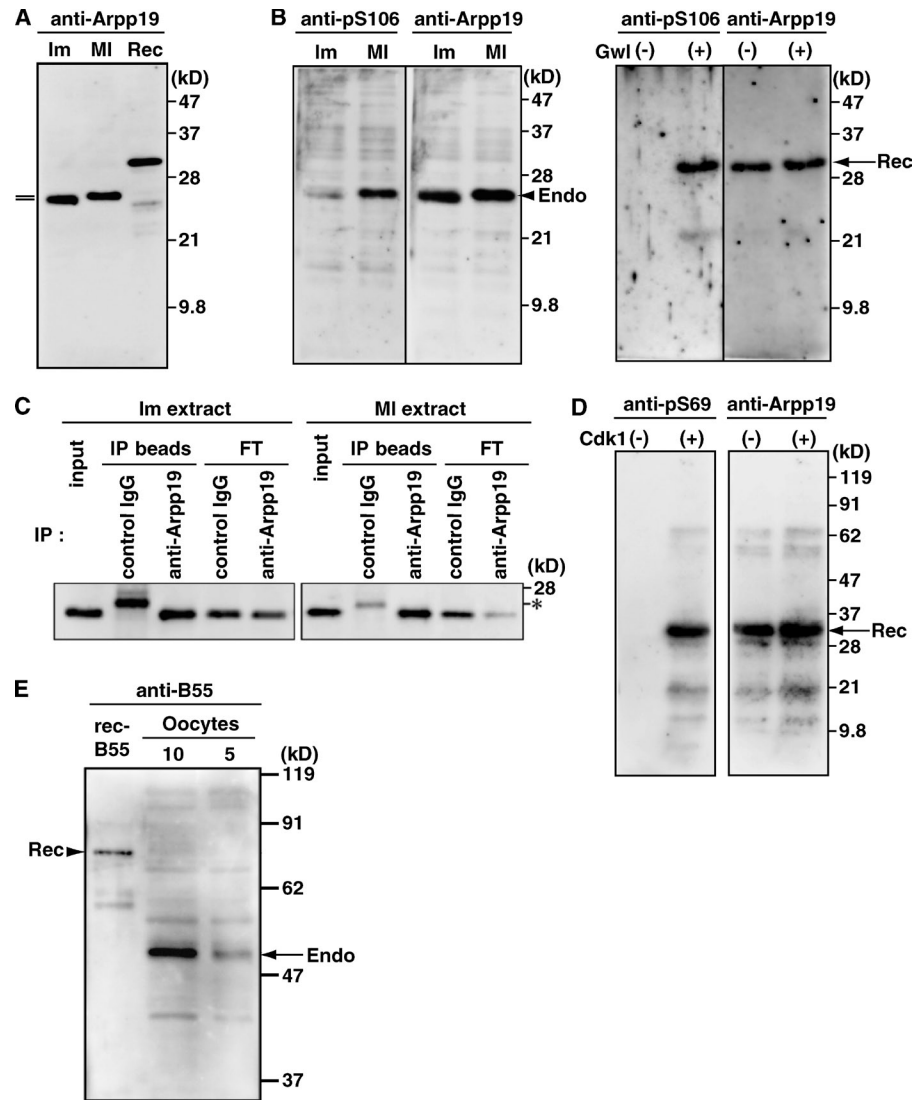 A
anti-Arpp19
Im MI Rec
(kD)
47
37
28
21
9.8
B
anti-pS106 anti-Arpp19
Im MI Im MI
(kD)
47
37
28
Endo
21
9.8
anti-pS106 anti-Arpp19
Gwl (-) (+) (-) (+)
(kD)
47
37
Rec
28
21
9.8
C
Im extract MI extract
input IP beads FT input IP beads FT
IP : control IgG anti-Arpp19 control IgG anti-Arpp19 control IgG anti-Arpp19 control IgG anti-Arpp19
(kD)
28
*
D
anti-pS69 anti-Arpp19
Cdk1 (-) (+) (-) (+)
(kD)
119
91
62
47
37
Rec
28
21
9.8
E
anti-B55
rec-
B55
Oocytes
10 5
(kD)
119
91
Rec
62
Endo
47
37